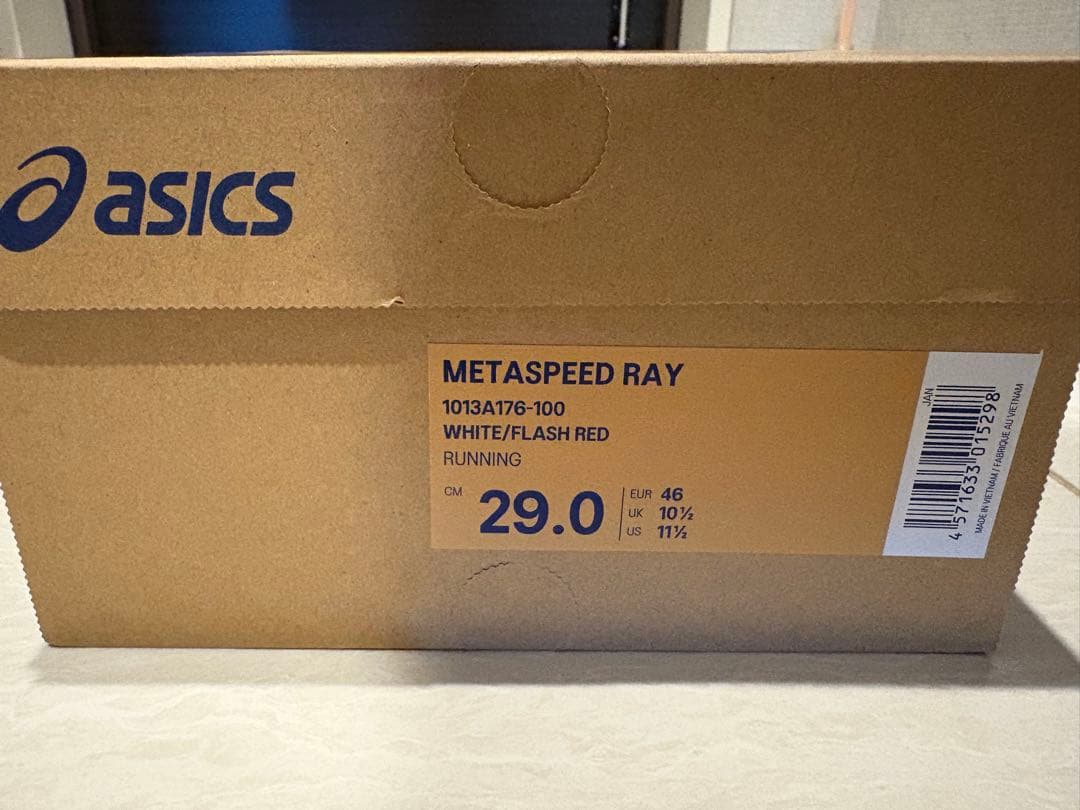 asics
METASPEED RAY
1013A176-100
WHITE/FLASH RED
RUNNING
CM 29.0
EUR 46
UK 10½
US 11½
JAN
4 571633 015298
MADE IN VIETNAM / FABRIQUE AU VIETNAM